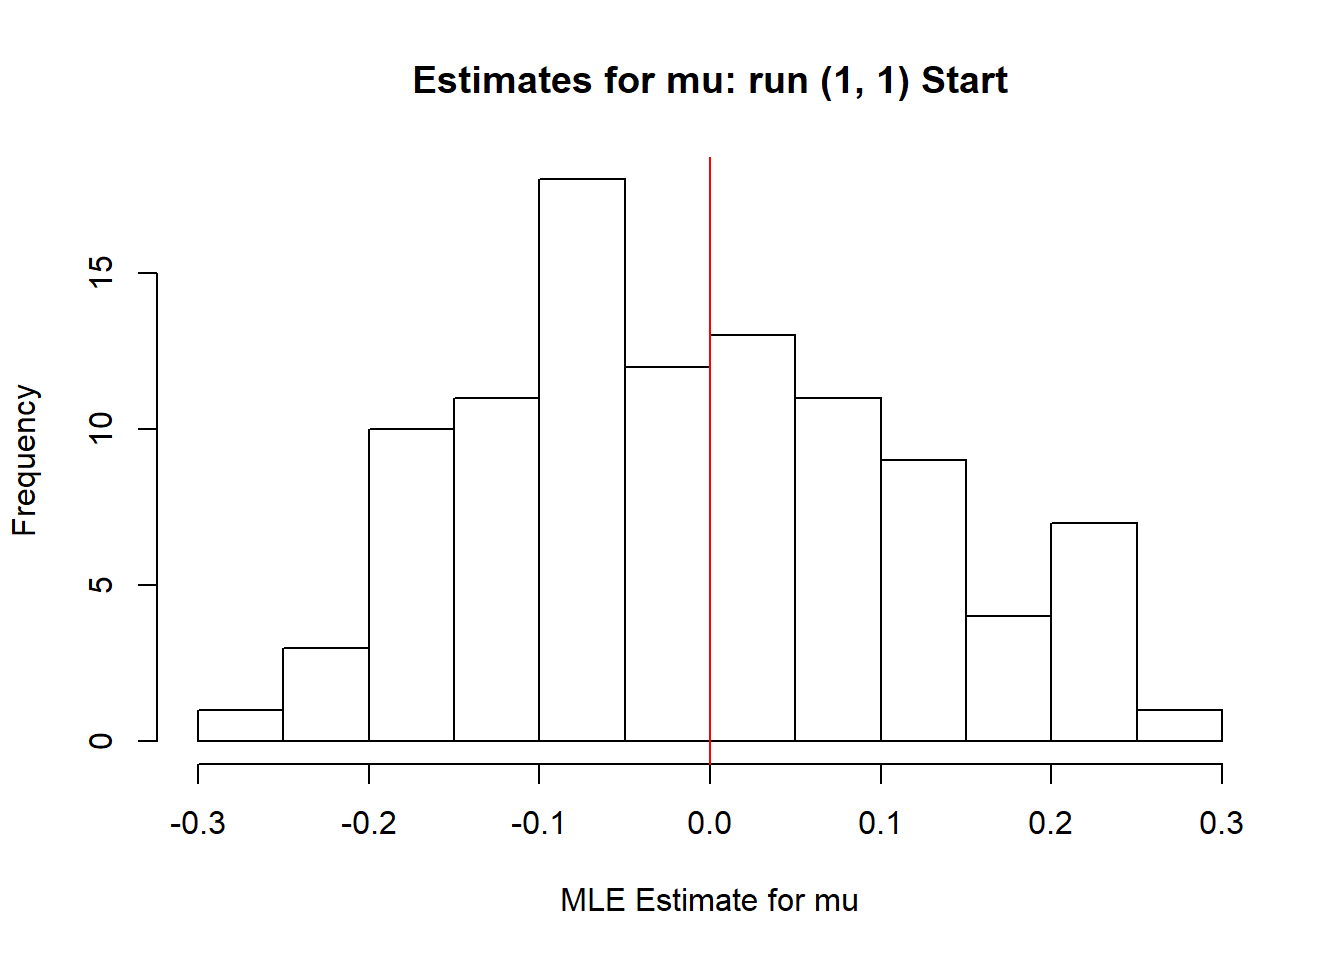 Estimates for mu: run (1, 1) Start
Frequency
15
10
5
0
-0.3 -0.2 -0.1 0.0 0.1 0.2 0.3
MLE Estimate for mu